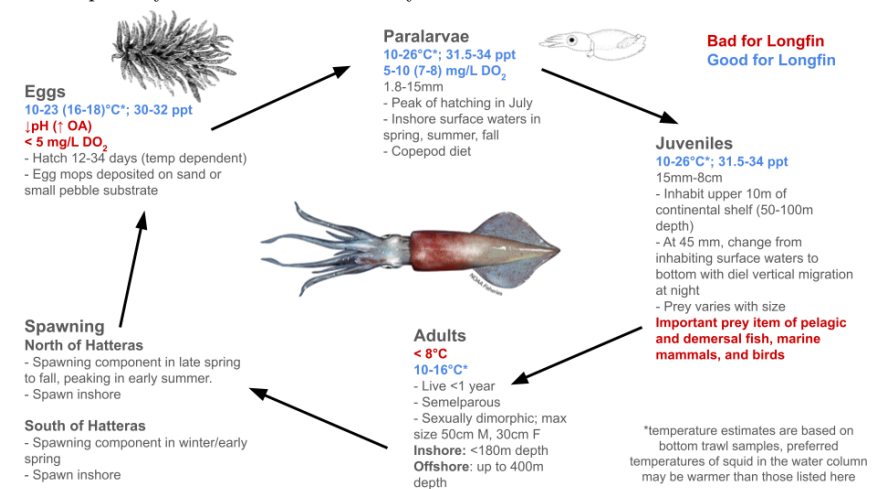 Paralarvae
10-26°C*; 31.5-34 ppt
5-10 (7-8) mg/L DO2
1.8-15mm
- Peak of hatching in July
- Inshore surface waters in
spring, summer, fall
- Copepod diet
Bad for Longfin
Good for Longfin
Eggs
10-23 (16-18)°C*; 30-32 ppt
↓pH (↑ OA)
< 5 mg/L DO2
- Hatch 12-34 days (temp dependent)
- Egg mops deposited on sand or
small pebble substrate
Juveniles
10-26°C*; 31.5-34 ppt
15mm-8cm
- Inhabit upper 10m of
continental shelf (50-100m
depth)
- At 45 mm, change from
inhabiting surface waters to
bottom with diel vertical migration
at night
- Prey varies with size
Important prey item of pelagic
and demersal fish, marine
mammals, and birds
NOAA Fisheries
Adults
< 8°C
10-16°C*
- Live <1 year
- Semelparous
- Sexually dimorphic; max
size 50cm M, 30cm F
Inshore: <180m depth
Offshore: up to 400m
depth
Spawning
North of Hatteras
- Spawning component in late spring
to fall, peaking in early summer.
- Spawn inshore
South of Hatteras
- Spawning component in winter/early
spring
- Spawn inshore
*temperature estimates are based on
bottom trawl samples, preferred
temperatures of squid in the water column
may be warmer than those listed here